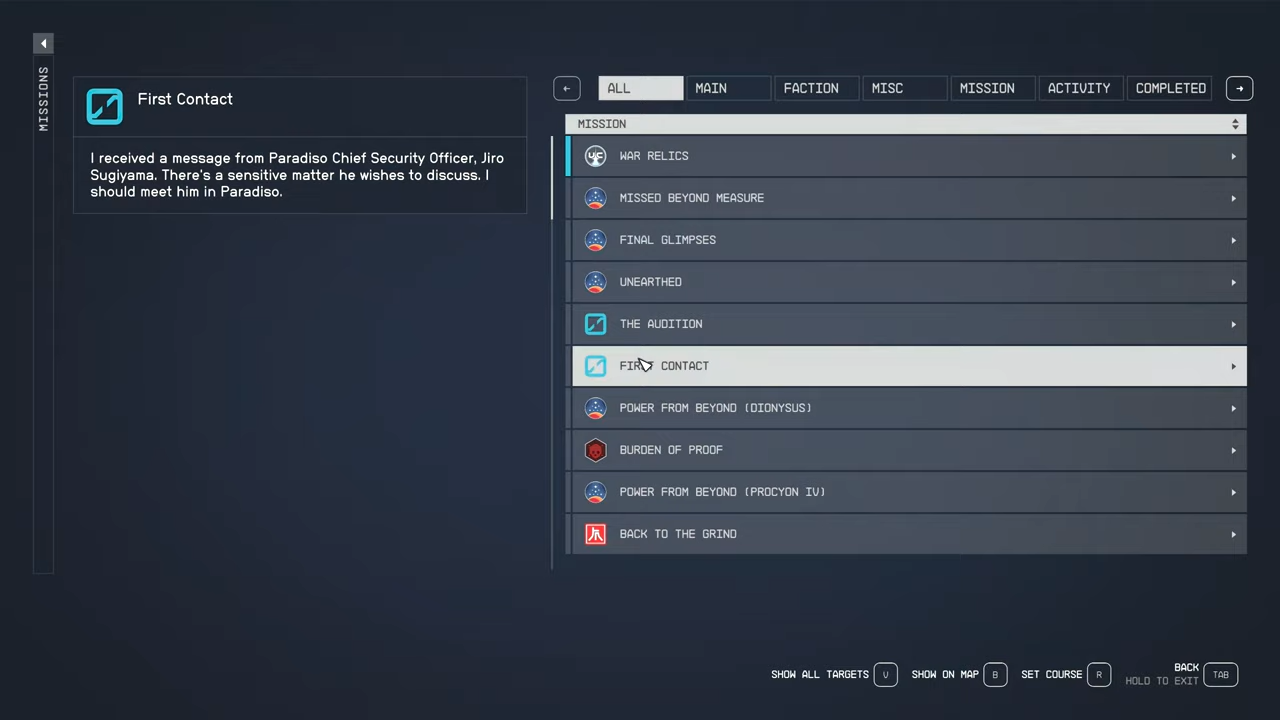 MISSIONS
First Contact
I received a message from Paradiso Chief Security Officer, Jiro
Sugiyama. There's a sensitive matter he wishes to discuss. I
should meet him in Paradiso.
ALL
MAIN
FACTION
MISC
MISSION
ACTIVITY
COMPLETED
MISSION
UC
WAR RELICS
MISSED BEYOND MEASURE
FINAL GLIMPSES
UNEARTHED
THE AUDITION
FIRST CONTACT
POWER FROM BEYOND (DIONYSUS)
BURDEN OF PROOF
POWER FROM BEYOND (PROCYON IV)
BACK TO THE GRIND
SHOW ALL TARGETS V
SHOW ON MAP B
SET COURSE R
BACK
HOLD TO EXIT
TAB